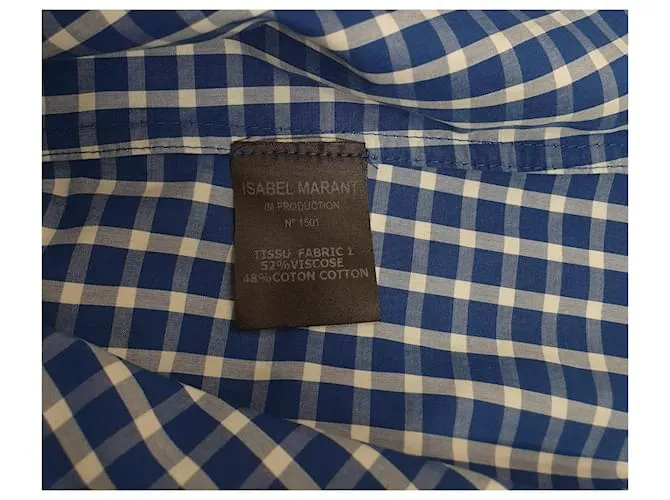 ISABEL MARANT
IM PRODUCTION
N° 1501
TISSU FABRIC 1
52%VISCOSE
48%COTON COTTON